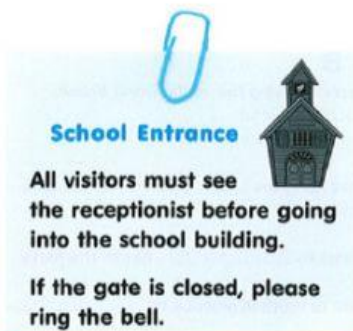 School Entrance
All visitors must see
the receptionist before going
into the school building.
If the gate is closed, please
ring the bell.